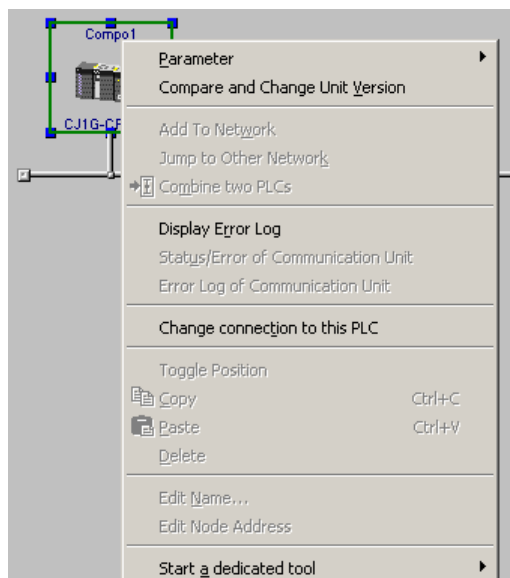 Compo1
CJ1G-CP
Parameter
Compare and Change Unit Version
Add To Network
Jump to Other Network
Combine two PLCs
Display Error Log
Status/Error of Communication Unit
Error Log of Communication Unit
Change connection to this PLC
Toggle Position
Copy Ctrl+C
Paste Ctrl+V
Delete
Edit Name...
Edit Node Address
Start a dedicated tool